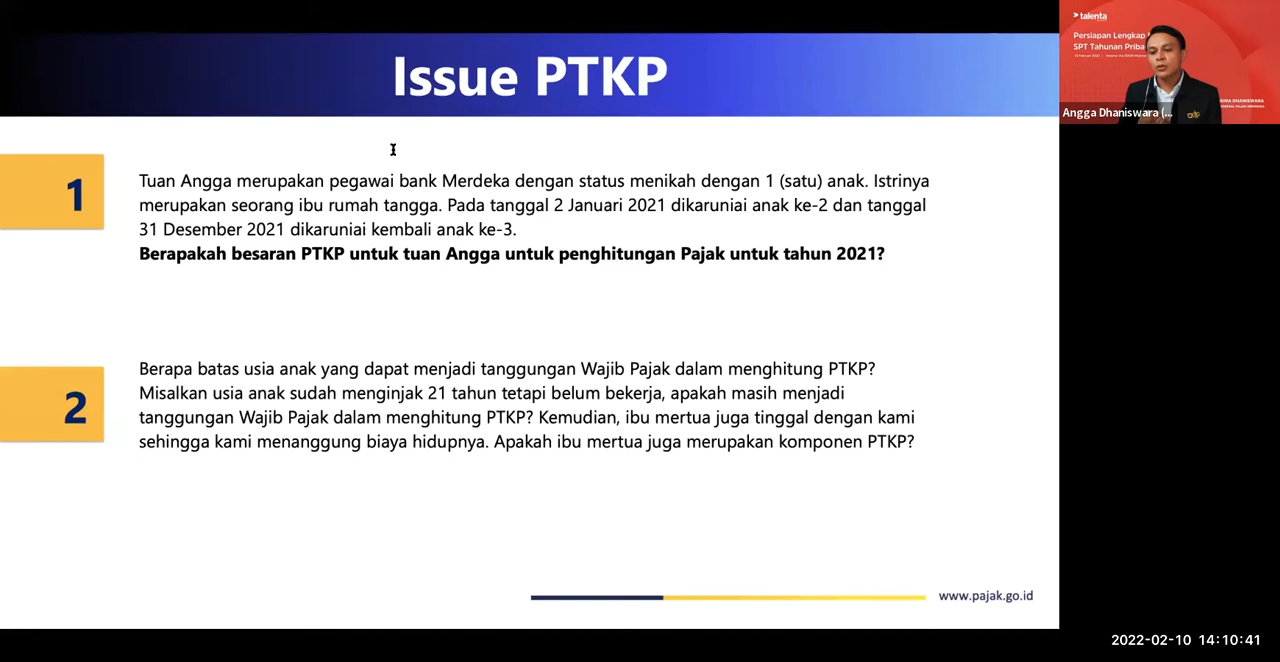 Issue PTKP
1
Tuan Angga merupakan pegawai bank Merdeka dengan status menikah dengan 1 (satu) anak. Istrinya
merupakan seorang ibu rumah tangga. Pada tanggal 2 Januari 2021 dikaruniai anak ke-2 dan tanggal
31 Desember 2021 dikaruniai kembali anak ke-3.
Berapakah besaran PTKP untuk tuan Angga untuk penghitungan Pajak untuk tahun 2021?
2
Berapa batas usia anak yang dapat menjadi tanggungan Wajib Pajak dalam menghitung PTKP?
Misalkan usia anak sudah menginjak 21 tahun tetapi belum bekerja, apakah masih menjadi
tanggungan Wajib Pajak dalam menghitung PTKP? Kemudian, ibu mertua juga tinggal dengan kami
sehingga kami menanggung biaya hidupnya. Apakah ibu mertua juga merupakan komponen PTKP?
www.pajak.go.id
talenta
Persiapan Lengkap
SPT Tahunan Priba
DHANISWARA
Angga Dhaniswara (...
2022-02-10 14:10:41